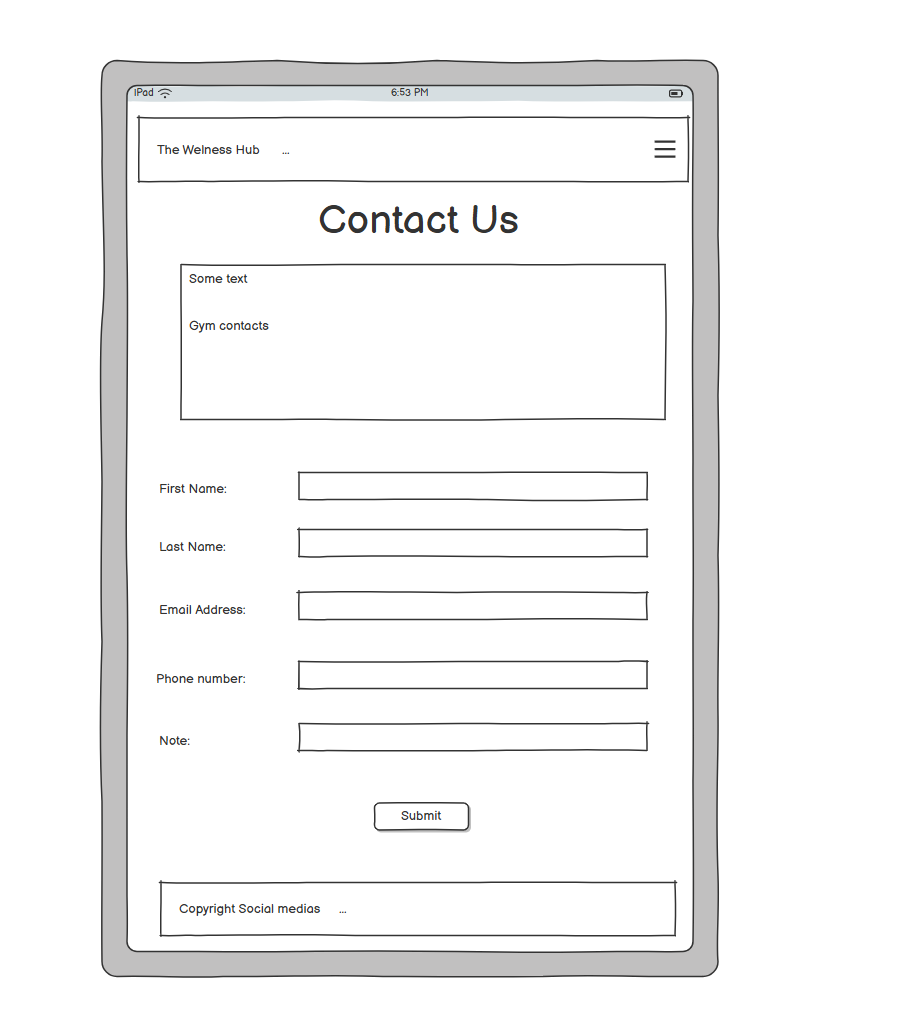 iPad 6:53 PM
The Welness Hub ...
Contact Us
Some text
Gym contacts
First Name:
Last Name:
Email Address:
Phone number:
Note:
Submit
Copyright Social medias ...